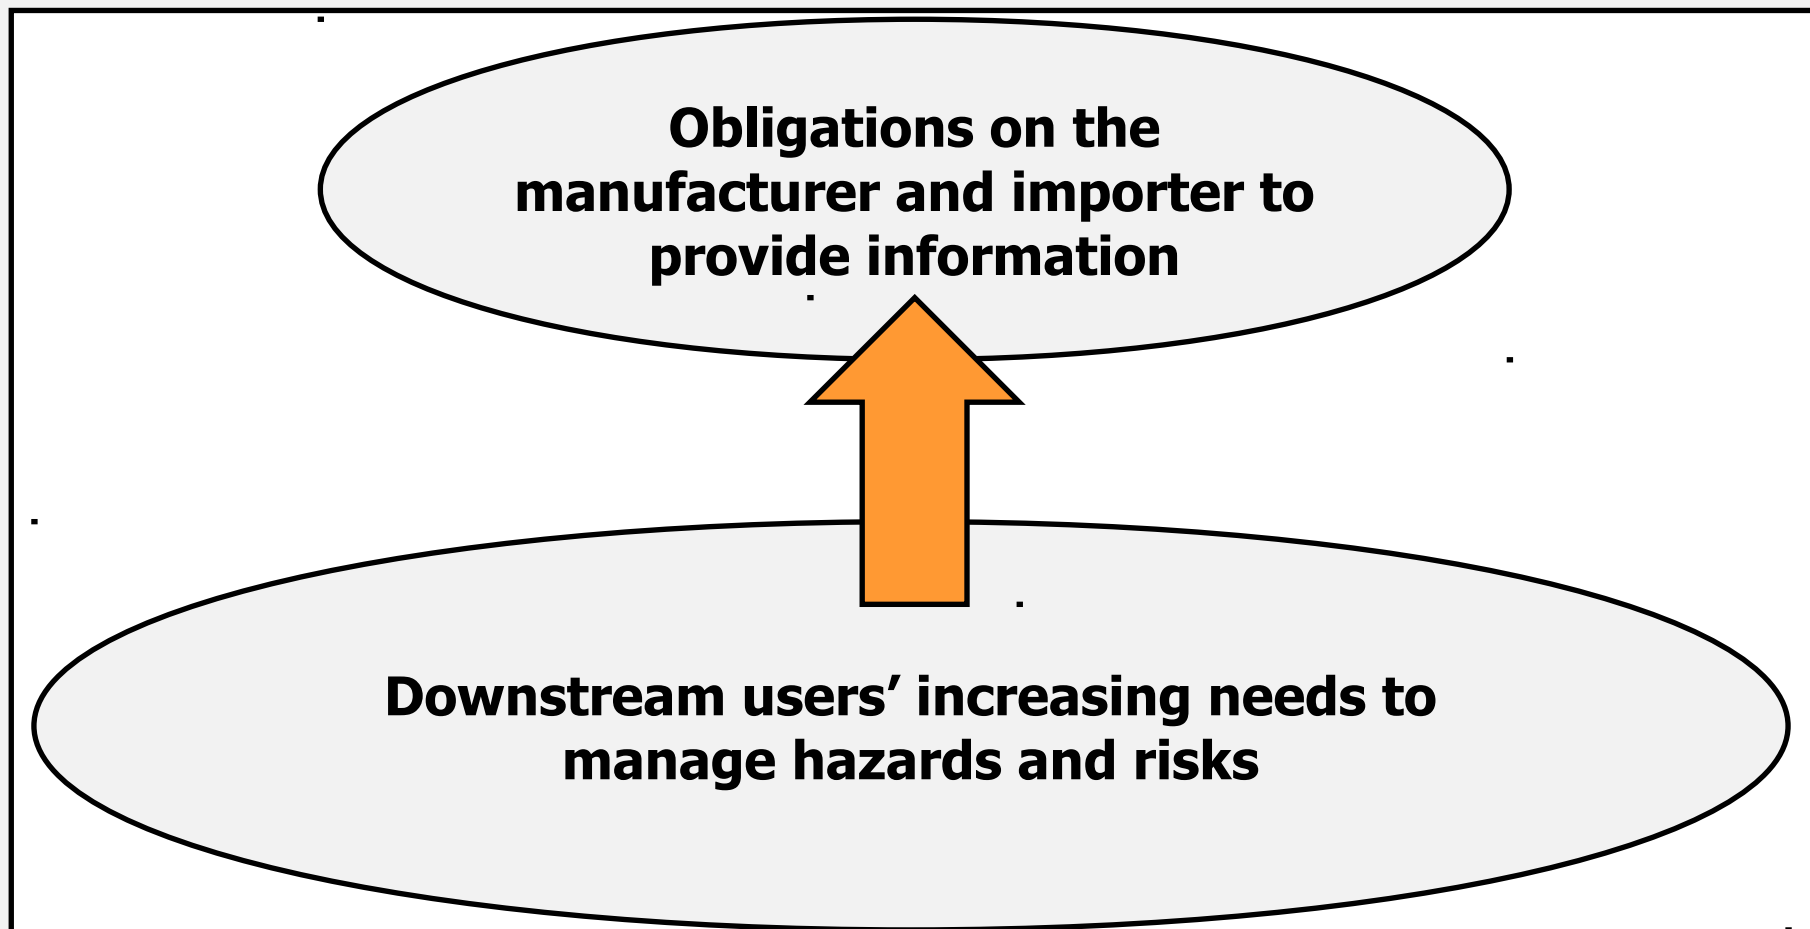 Obligations on the
manufacturer and importer to
provide information
Downstream users’ increasing needs to
manage hazards and risks